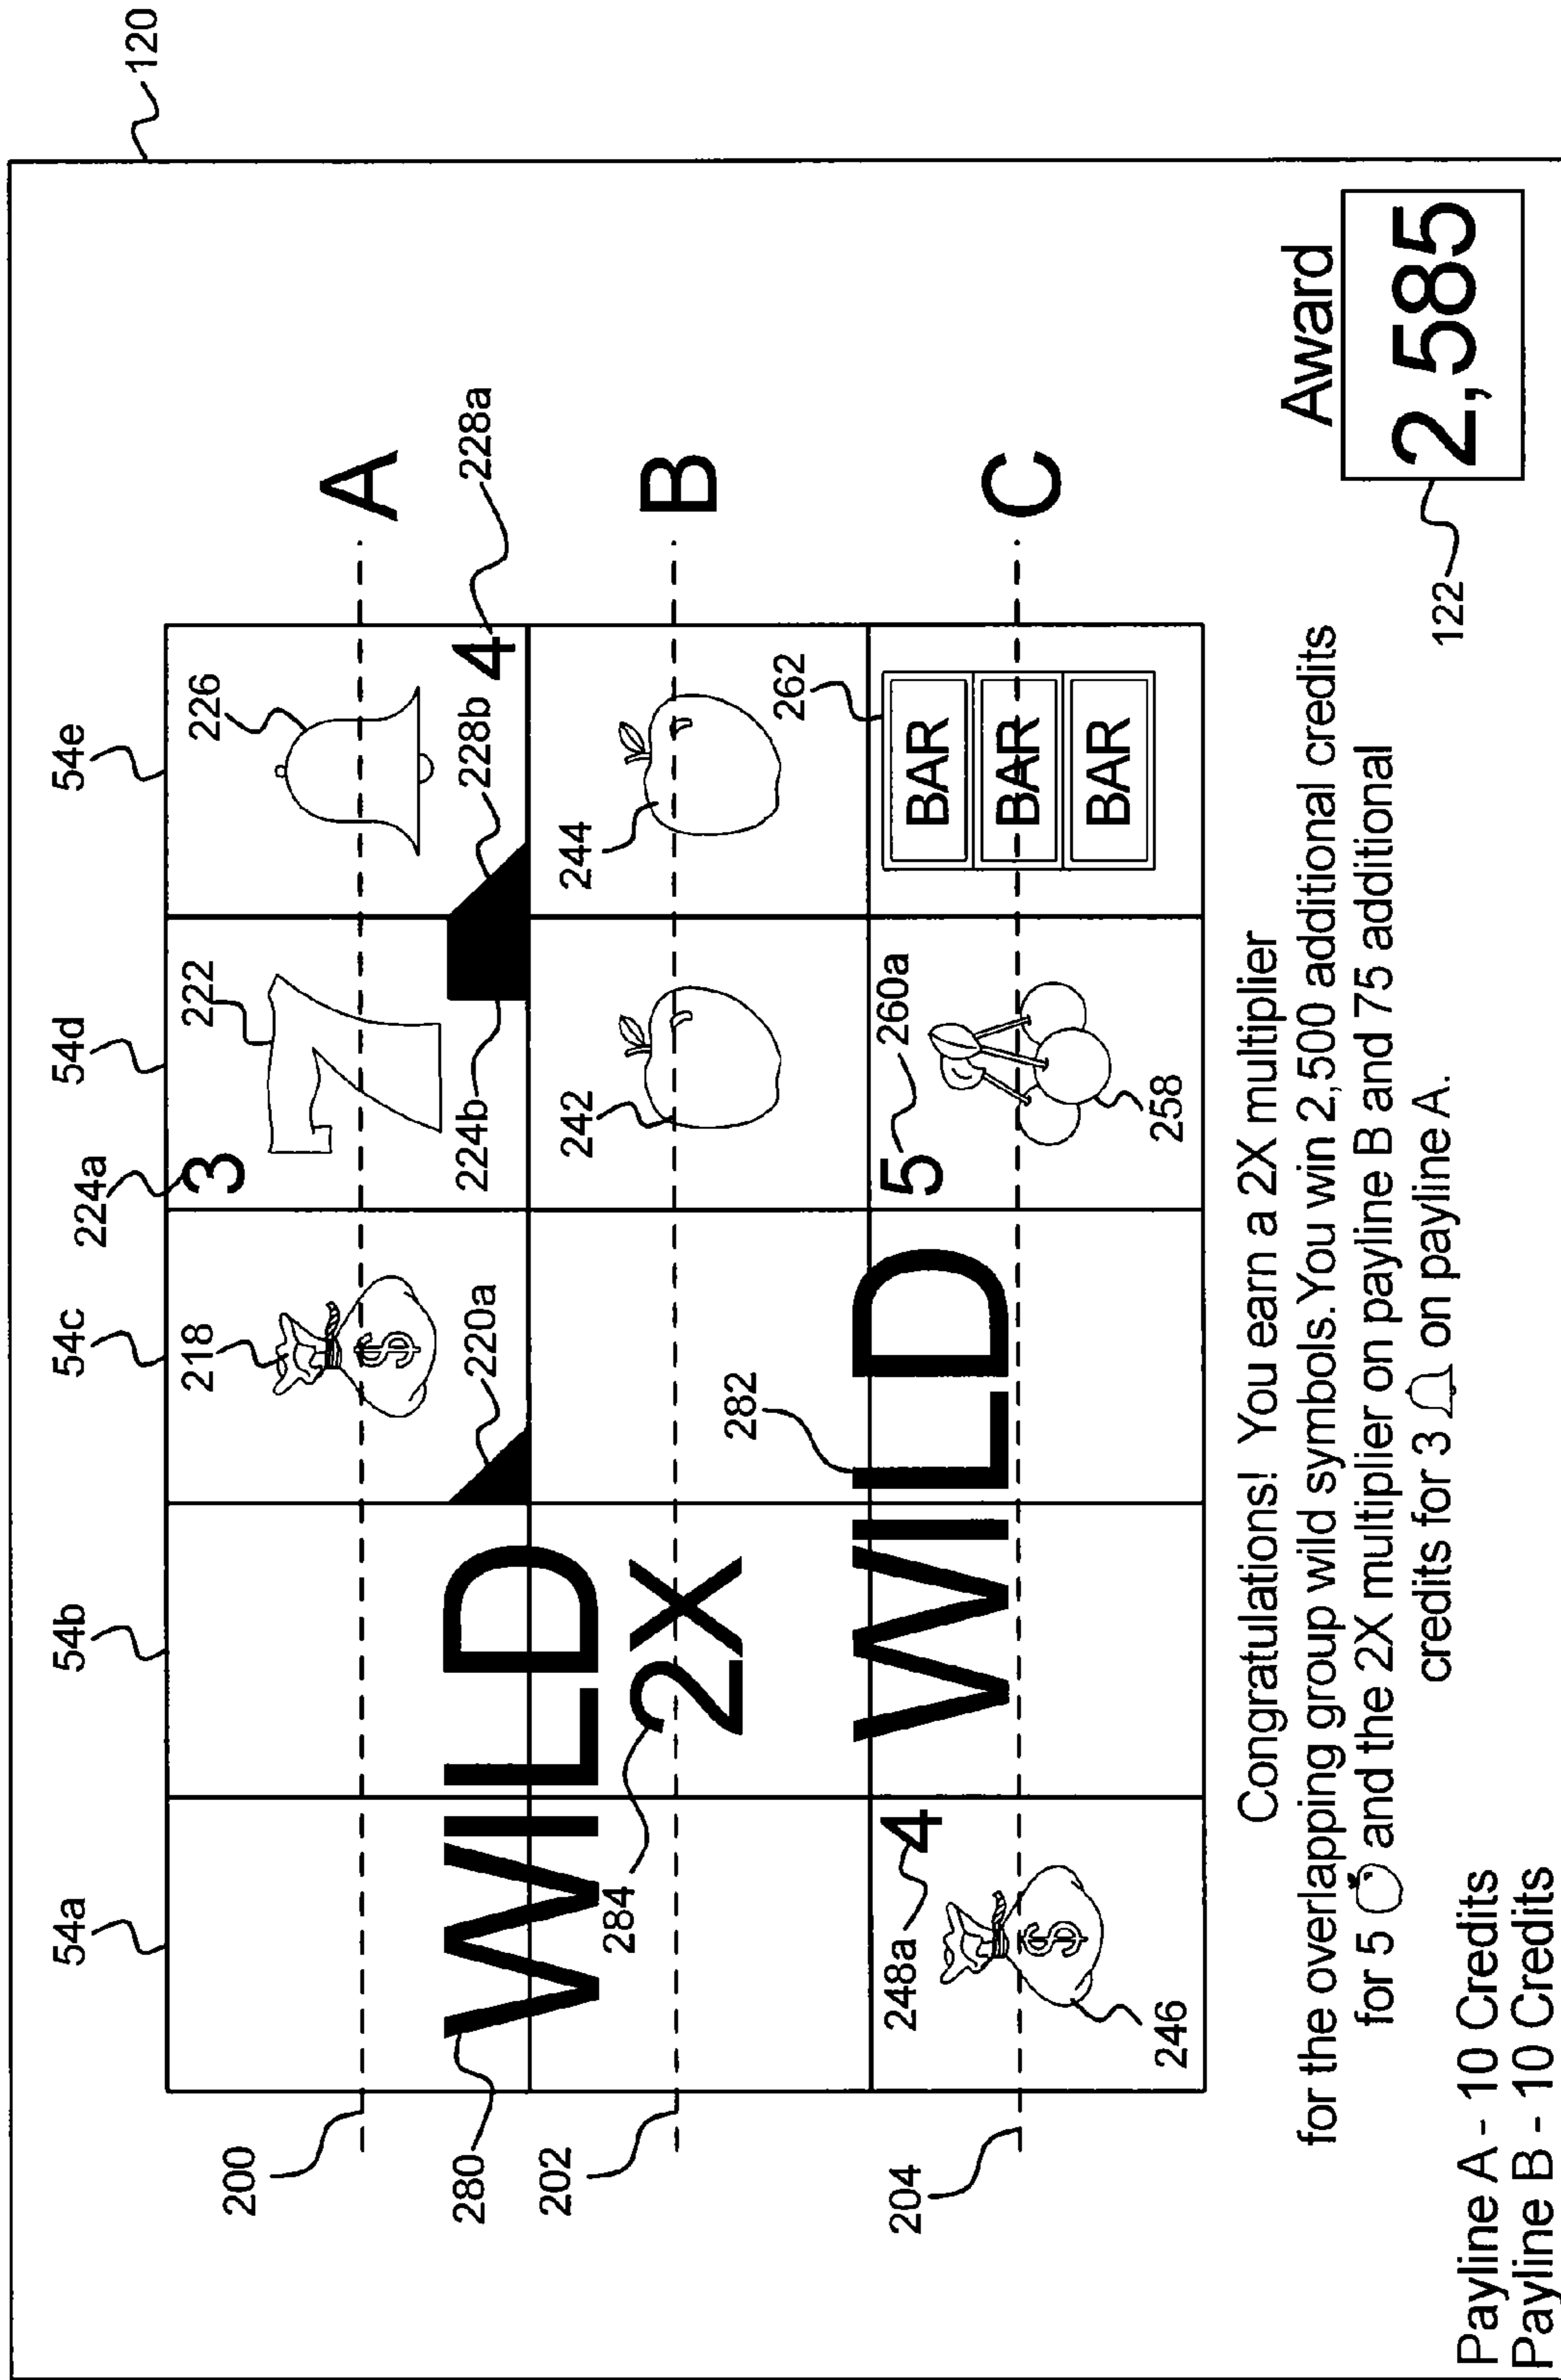 120
54a 54b 54c 54d 54e
224a 218 222 226
3
$
200 A
WILD
220a 224b 228b 4 228a
280
284 2X 242 244
202 B
282 262
WILD
248a 4 5 260a BAR
$ BAR
204 C
BAR
246 258
Congratulations! You earn a 2X multiplier
for the overlapping group wild symbols. You win 2,500 additional credits
for 5 and the 2X multiplier on payline B and 75 additional
credits for 3 on payline A.
Award
2,585
122
Payline A - 10 Credits
Payline B - 10 Credits